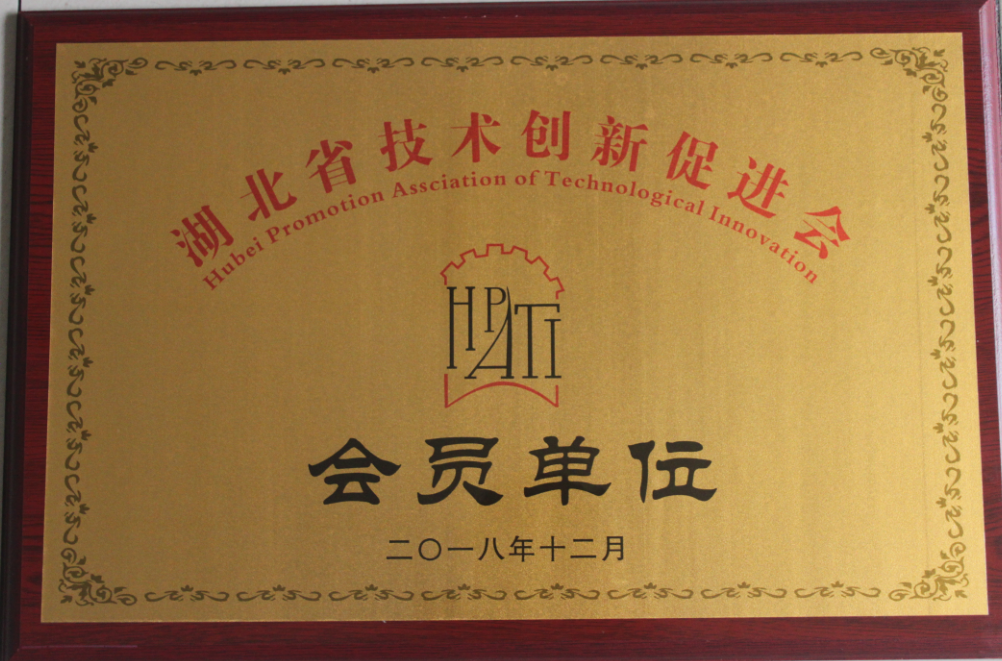 湖北省技术创新促进会
Hubei Promotion Assciation of Technological Innovation
HPATI
会员单位
二〇一八年十二月